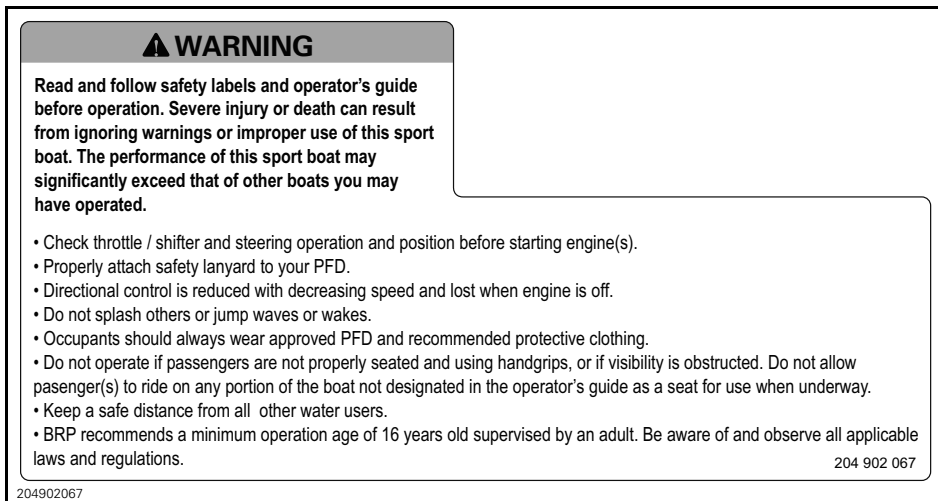 WARNING
Read and follow safety labels and operator’s guide
before operation. Severe injury or death can result
from ignoring warnings or improper use of this sport
boat. The performance of this sport boat may
significantly exceed that of other boats you may
have operated.
• Check throttle / shifter and steering operation and position before starting engine(s).
• Properly attach safety lanyard to your PFD.
• Directional control is reduced with decreasing speed and lost when engine is off.
• Do not splash others or jump waves or wakes.
• Occupants should always wear approved PFD and recommended protective clothing.
• Do not operate if passengers are not properly seated and using handgrips, or if visibility is obstructed. Do not allow
pasenger(s) to ride on any portion of the boat not designated in the operator’s guide as a seat for use when underway.
• Keep a safe distance from all  other water users.
• BRP recommends a minimum operation age of 16 years old supervised by an adult. Be aware of and observe all applicable
laws and regulations.
204 902 067
204902067